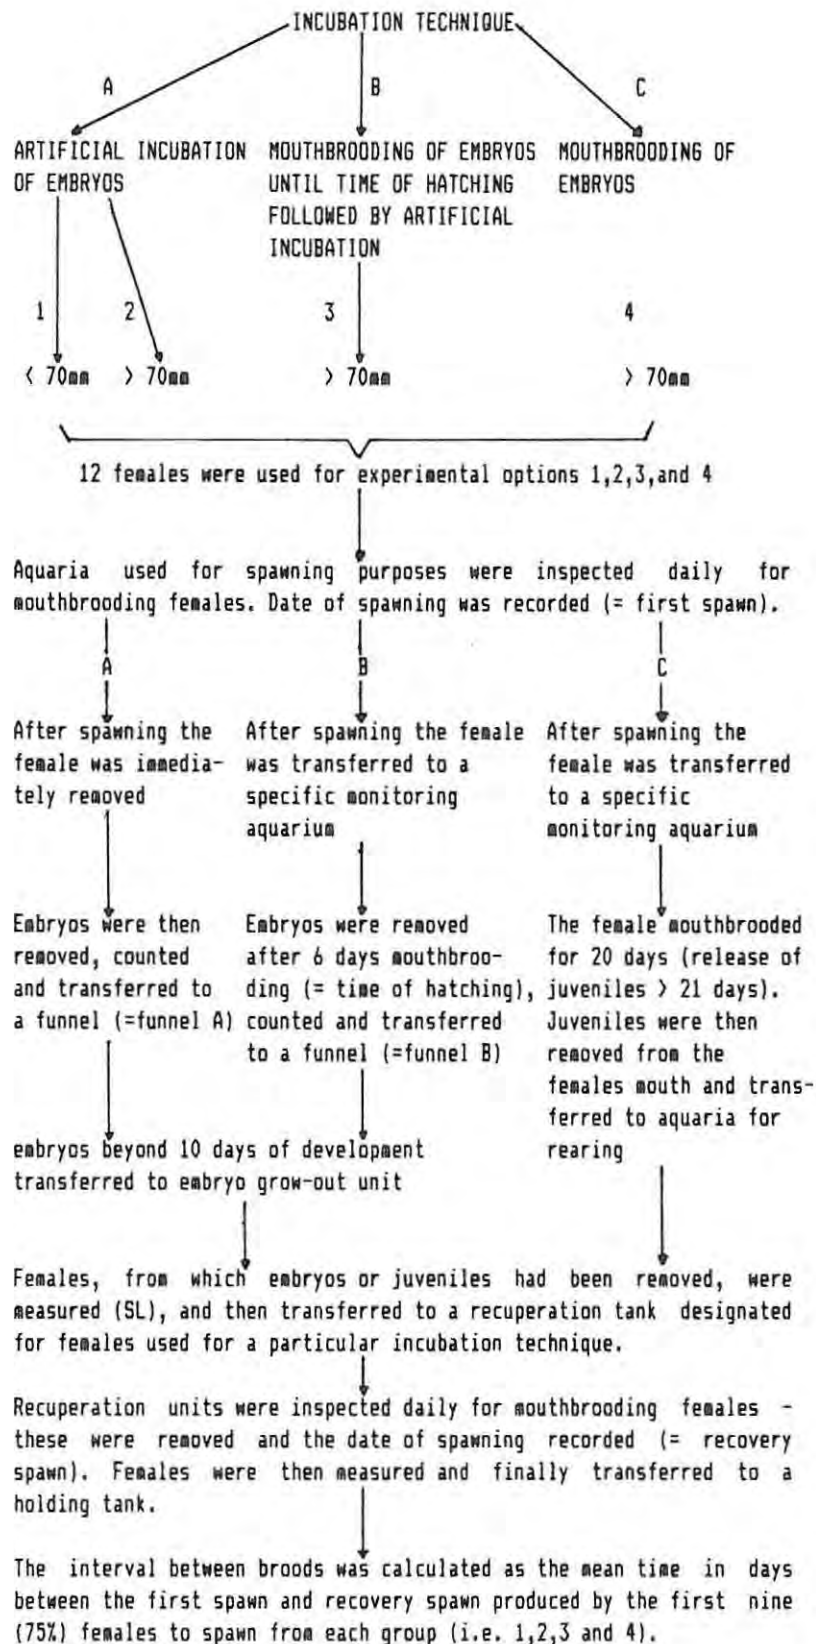 INCUBATION TECHNIQUE
A
B
C
ARTIFICIAL INCUBATION
OF EMBRYOS
MOUTHBROODING OF EMBRYOS
UNTIL TIME OF HATCHING
FOLLOWED BY ARTIFICIAL
INCUBATION
MOUTHBROODING OF
EMBRYOS
1
2
3
4
< 70mm
> 70mm
> 70mm
> 70mm
12 females were used for experimental options 1,2,3,and 4
Aquaria used for spawning purposes were inspected daily for
mouthbrooding females. Date of spawning was recorded (= first spawn).
A
B
C
After spawning the
female was immedia-
tely removed
After spawning the female
was transferred to a
specific monitoring
aquarium
After spawning the
female was transferred
to a specific
monitoring aquarium
Embryos were then
removed, counted
and transferred to
a funnel (=funnel A)
Embryos were removed
after 6 days mouthbroo-
ding (= time of hatching),
counted and transferred
to a funnel (=funnel B)
The female mouthbrooded
for 20 days (release of
juveniles > 21 days).
Juveniles were then
removed from the
females mouth and trans-
ferred to aquaria for
rearing
embryos beyond 10 days of development
transferred to embryo grow-out unit
Females, from which embryos or juveniles had been removed, were
measured (SL), and then transferred to a recuperation tank designated
for females used for a particular incubation technique.
Recuperation units were inspected daily for mouthbrooding females -
these were removed and the date of spawning recorded (= recovery
spawn). Females were then measured and finally transferred to a
holding tank.
The interval between broods was calculated as the mean time in days
between the first spawn and recovery spawn produced by the first nine
(75%) females to spawn from each group (i.e. 1,2,3 and 4).